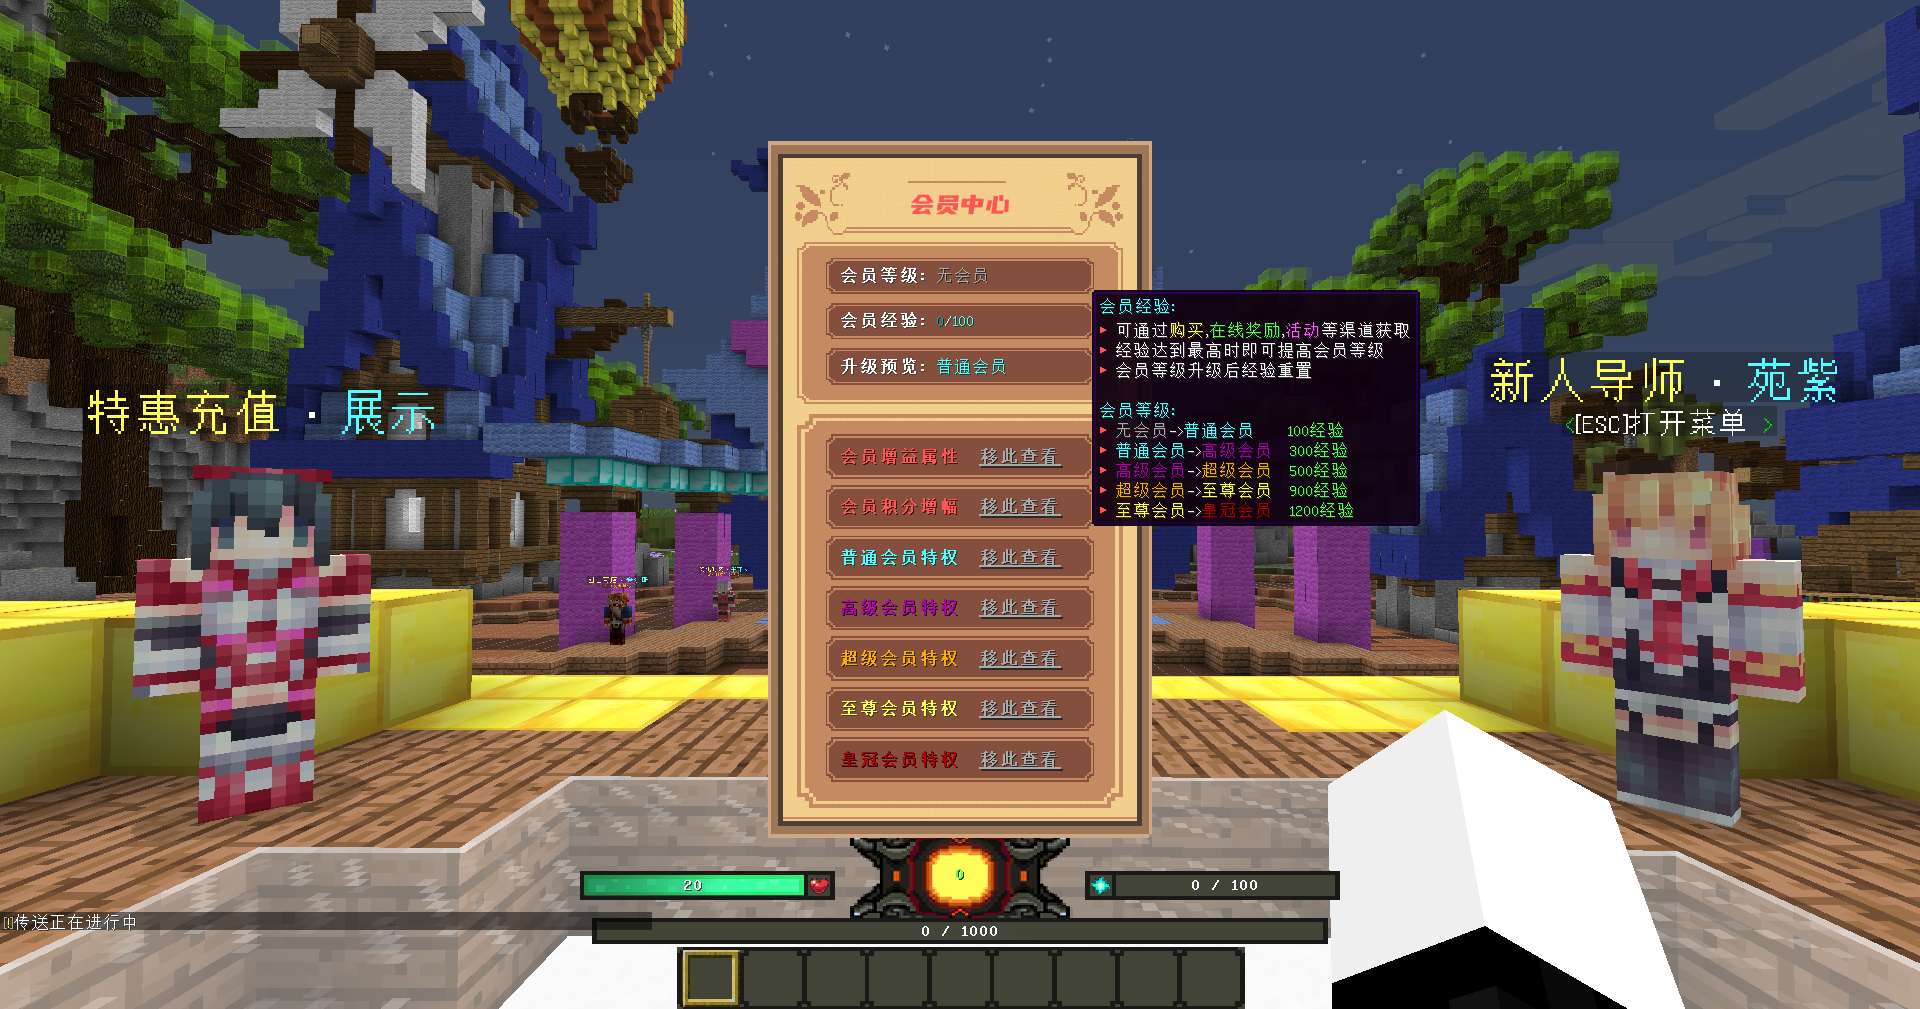 会员中心
会员等级: 无会员
会员经验: 0/100
升级预览: 普通会员
会员经验:
可通过购买,在线奖励,活动等渠道获取
经验达到最高时即可提高会员等级
会员等级升级后经验重置
会员等级:
无会员->普通会员 100经验
普通会员->高级会员 300经验
高级会员->超级会员 500经验
超级会员->至尊会员 900经验
至尊会员->皇冠会员 1200经验
特惠充值·展示
新人导师·苑紫
<[ESC]打开菜单 >
会员增益属性 移此查看
会员积分增幅 移此查看
普通会员特权 移此查看
高级会员特权 移此查看
超级会员特权 移此查看
至尊会员特权 移此查看
皇冠会员特权 移此查看
20
0
0 / 100
传送正在进行中
0 / 1000